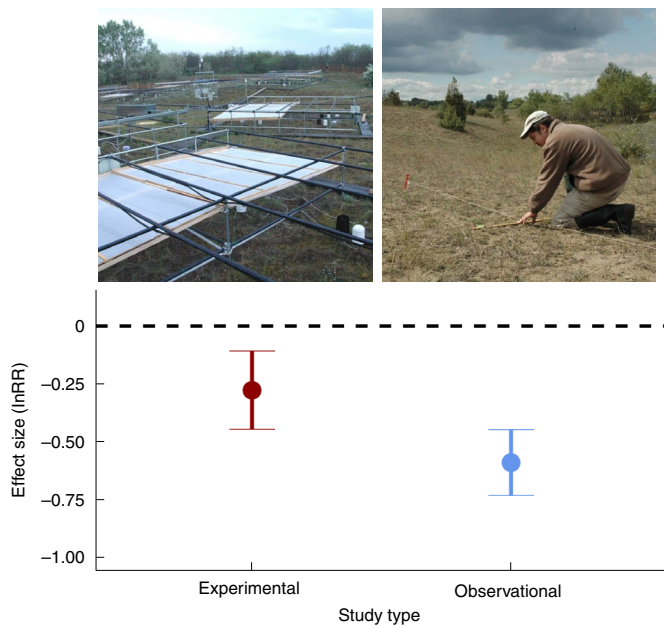 0
–0.25
–0.50
–0.75
–1.00
Effect size (lnRR)
Experimental
Observational
Study type